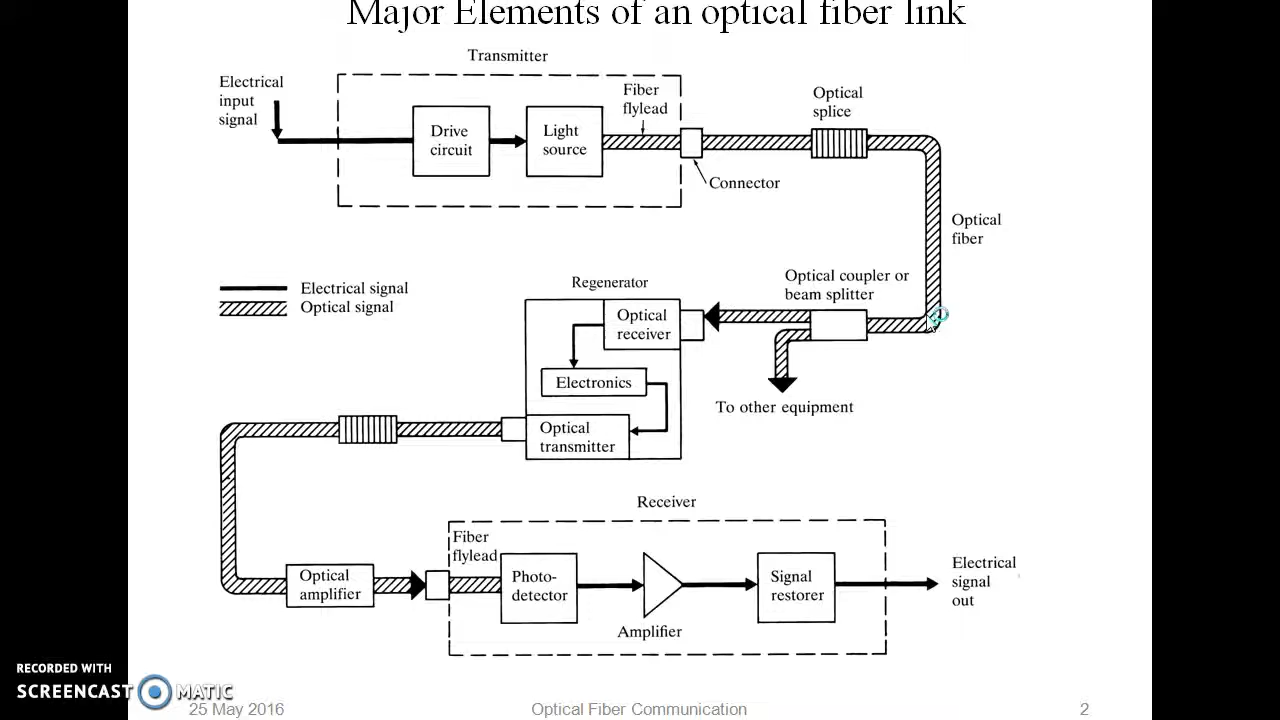 Major Elements of an optical fiber link
Transmitter
Electrical
input
signal
Drive
circuit
Light
source
Fiber
flylead
Connector
Optical
splice
Optical
fiber
Electrical signal
Optical signal
Regenerator
Optical
receiver
Electronics
Optical
transmitter
Optical coupler or
beam splitter
To other equipment
Optical
amplifier
Receiver
Fiber
flylead
Photo-
detector
Amplifier
Signal
restorer
Electrical
signal
out
RECORDED WITH
SCREENCAST MATIC
25 May 2016
Optical Fiber Communication
2